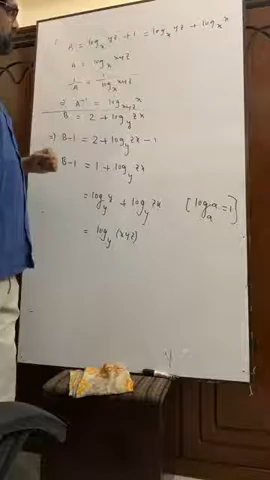 1. A = log_x yz + 1 = log_x yz + log_x x
A = log_x xyz
1/A = 1/log_x xyz
⇒ A⁻¹ = log_xyz x
B = 2 + log_y zx
⇒ B-1 = 2 + log_y zx - 1
B-1 = 1 + log_y zx
= log_y y + log_y zx [log_a a = 1]
= log_y (xyz)